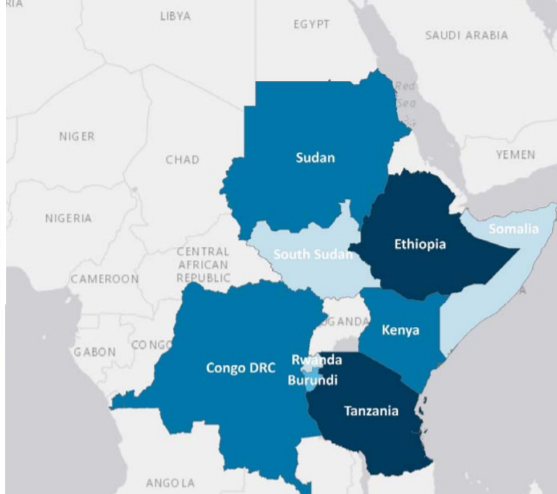 RIA
LIBYA
EGYPT
SAUDI ARABIA
Red
Sea
NIGER
CHAD
Sudan
YEMEN
NIGERIA
Somalia
Ethiopia
South Sudan
CENTRAL
AFRICAN
REPUBLIC
CAMEROON
UGANDA
Kenya
GABON
CONGO
Rwanda
Congo DRC
Burundi
Tanzania
ANGOLA